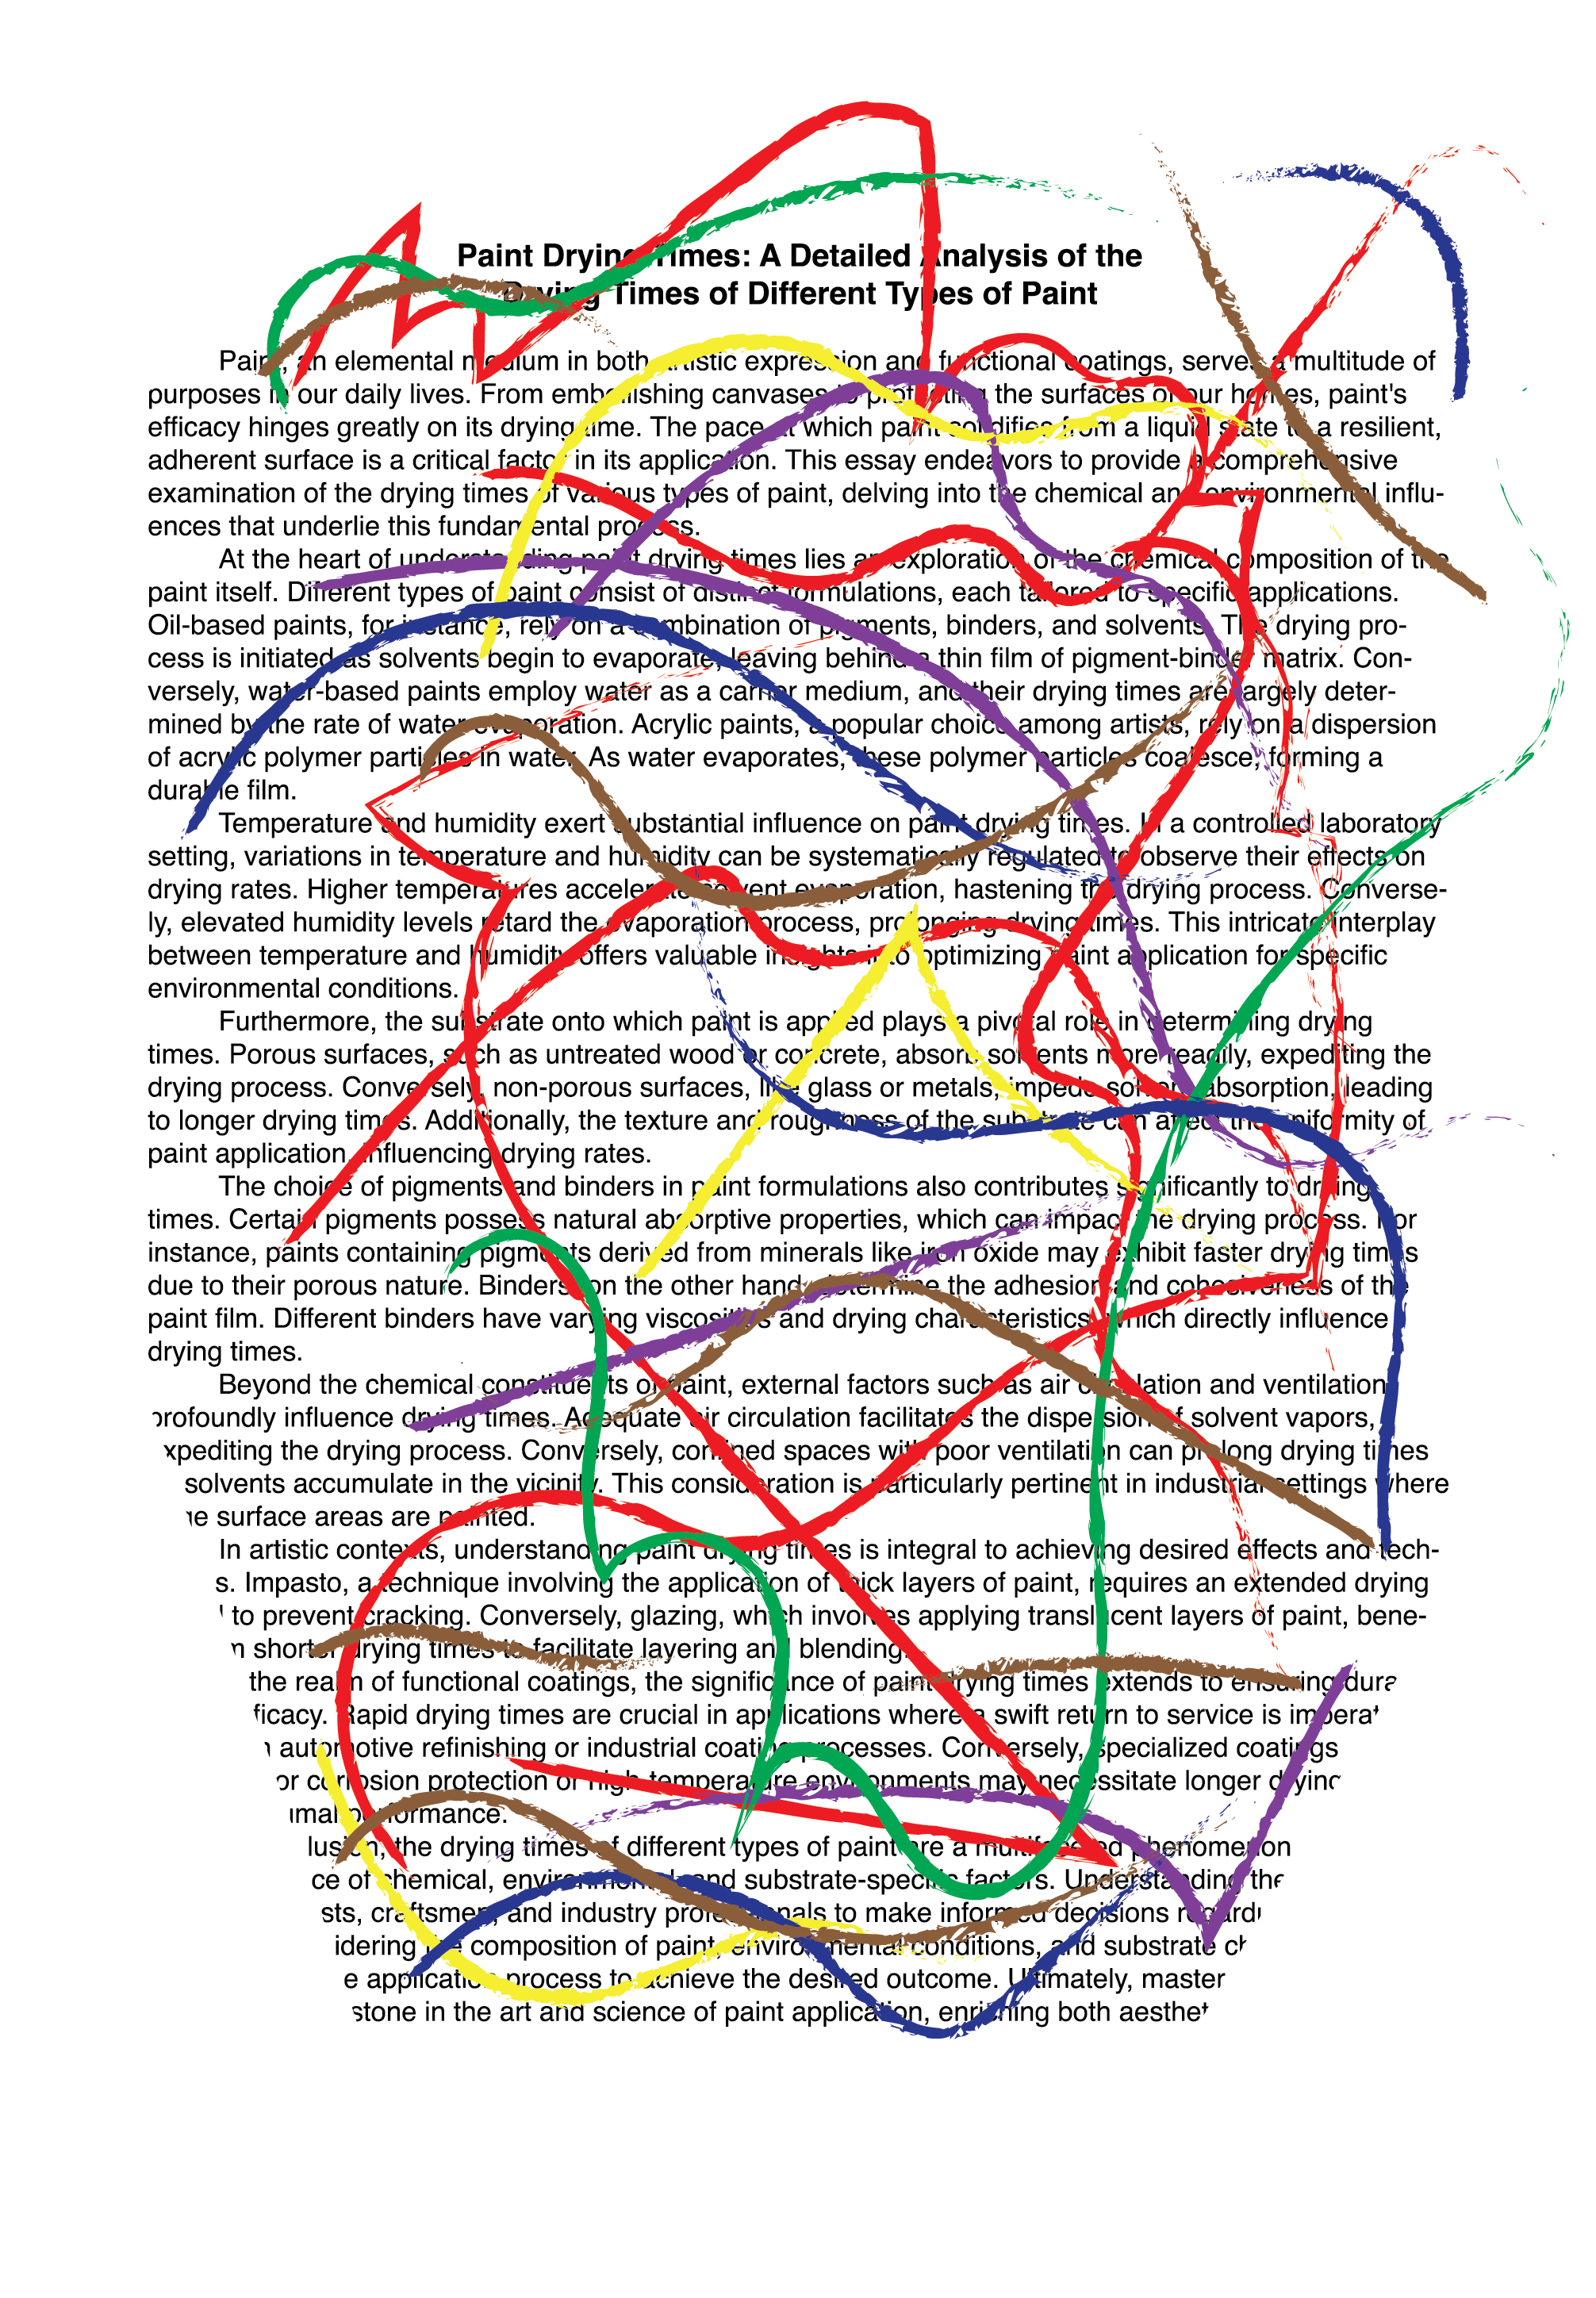 Paint Drying Times: A Detailed Analysis of the
Drying Times of Different Types of Paint
Paint, an elemental medium in both artistic expression and functional coatings, serves a multitude of
purposes in our daily lives. From embellishing canvases to protecting the surfaces of our homes, paint's
efficacy hinges greatly on its drying time. The pace at which paint solidifies from a liquid state to a resilient,
adherent surface is a critical factor in its application. This essay endeavors to provide a comprehensive
examination of the drying times of various types of paint, delving into the chemical and environmental influ-
ences that underlie this fundamental process.
At the heart of understanding paint drying times lies an exploration of the chemical composition of the
paint itself. Different types of paint consist of distinct formulations, each tailored to specific applications.
Oil-based paints, for instance, rely on a combination of pigments, binders, and solvents. The drying pro-
cess is initiated as solvents begin to evaporate, leaving behind a thin film of pigment-binder matrix. Con-
versely, water-based paints employ water as a carrier medium, and their drying times are largely deter-
mined by the rate of water evaporation. Acrylic paints, a popular choice among artists, rely on a dispersion
of acrylic polymer particles in water. As water evaporates, these polymer particles coalesce, forming a
durable film.
Temperature and humidity exert substantial influence on paint drying times. In a controlled laboratory
setting, variations in temperature and humidity can be systematically regulated to observe their effects on
drying rates. Higher temperatures accelerate solvent evaporation, hastening the drying process. Converse-
ly, elevated humidity levels retard the evaporation process, prolonging drying times. This intricate interplay
between temperature and humidity offers valuable insights into optimizing paint application for specific
environmental conditions.
Furthermore, the substrate onto which paint is applied plays a pivotal role in determining drying
times. Porous surfaces, such as untreated wood or concrete, absorb solvents more readily, expediting the
drying process. Conversely, non-porous surfaces, like glass or metals, impede solvent absorption, leading
to longer drying times. Additionally, the texture and roughness of the substrate can affect the uniformity of
paint application, influencing drying rates.
The choice of pigments and binders in paint formulations also contributes significantly to drying
times. Certain pigments possess natural absorptive properties, which can impact the drying process. For
instance, paints containing pigments derived from minerals like iron oxide may exhibit faster drying times
due to their porous nature. Binders, on the other hand, determine the adhesion and cohesiveness of the
paint film. Different binders have varying viscosities and drying characteristics, which directly influence
drying times.
Beyond the chemical constituents of paint, external factors such as air circulation and ventilation
profoundly influence drying times. Adequate air circulation facilitates the dispersion of solvent vapors,
xpediting the drying process. Conversely, confined spaces with poor ventilation can prolong drying times
solvents accumulate in the vicinity. This consideration is particularly pertinent in industrial settings where
ge surface areas are painted.
In artistic contexts, understanding paint drying times is integral to achieving desired effects and tech-
s. Impasto, a technique involving the application of thick layers of paint, requires an extended drying
to prevent cracking. Conversely, glazing, which involves applying translucent layers of paint, bene-
m shorter drying times to facilitate layering and blending.
the realm of functional coatings, the significance of paint drying times extends to ensuring dura
ficacy. Rapid drying times are crucial in applications where a swift return to service is imperat
n automotive refinishing or industrial coating processes. Conversely, specialized coatings
or corrosion protection or high-temperature environments may necessitate longer drying
imal performance.
lusion, the drying times of different types of paint are a multifaceted phenomenon
ce of chemical, environmental, and substrate-specific factors. Understanding the
sts, craftsmen, and industry professionals to make informed decisions regardi
idering the composition of paint, environmental conditions, and substrate ch
e application process to achieve the desired outcome. Ultimately, master
stone in the art and science of paint application, enriching both aesthet